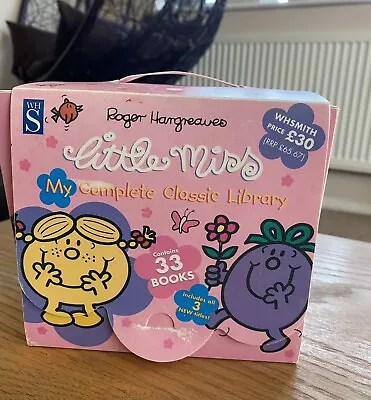 WH
S
Roger Hargreaves
WHSMITH
PRICE £30
(RRP £65.67)
little miss
My Complete Classic Library
Contains
33
BOOKS
Includes all
3
NEW titles!